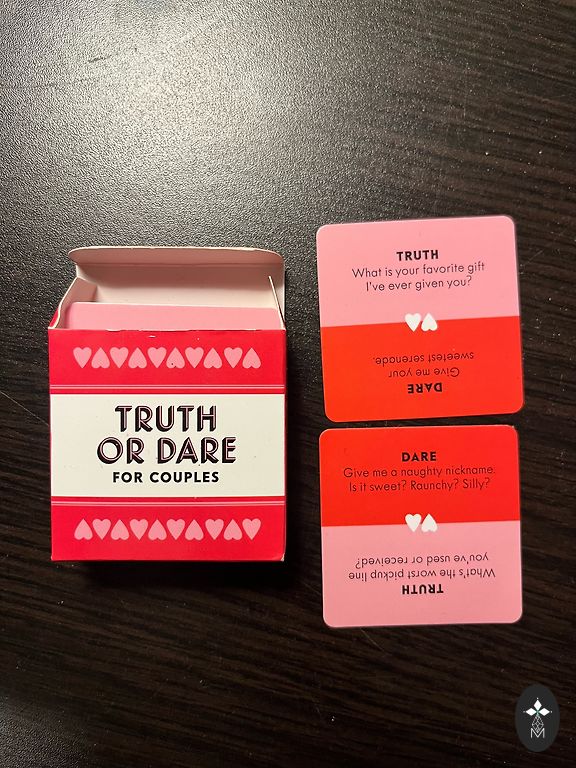 TRUTH
OR DARE
FOR COUPLES
TRUTH
What is your favorite gift
I've ever given you?
DARE
Give me your
sweetest serenade.
DARE
Give me a naughty nickname.
Is it sweet? Raunchy? Silly?
TRUTH
What's the worst pickup line
you've used or received?
M